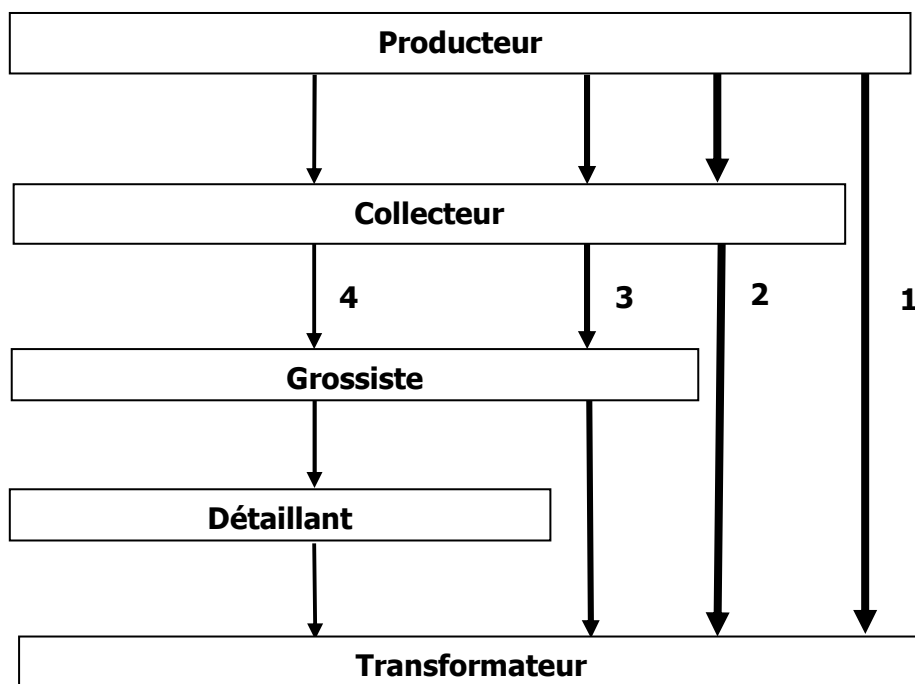 Producteur
Collecteur
4
3
2
1
Grossiste
Détaillant
Transformateur